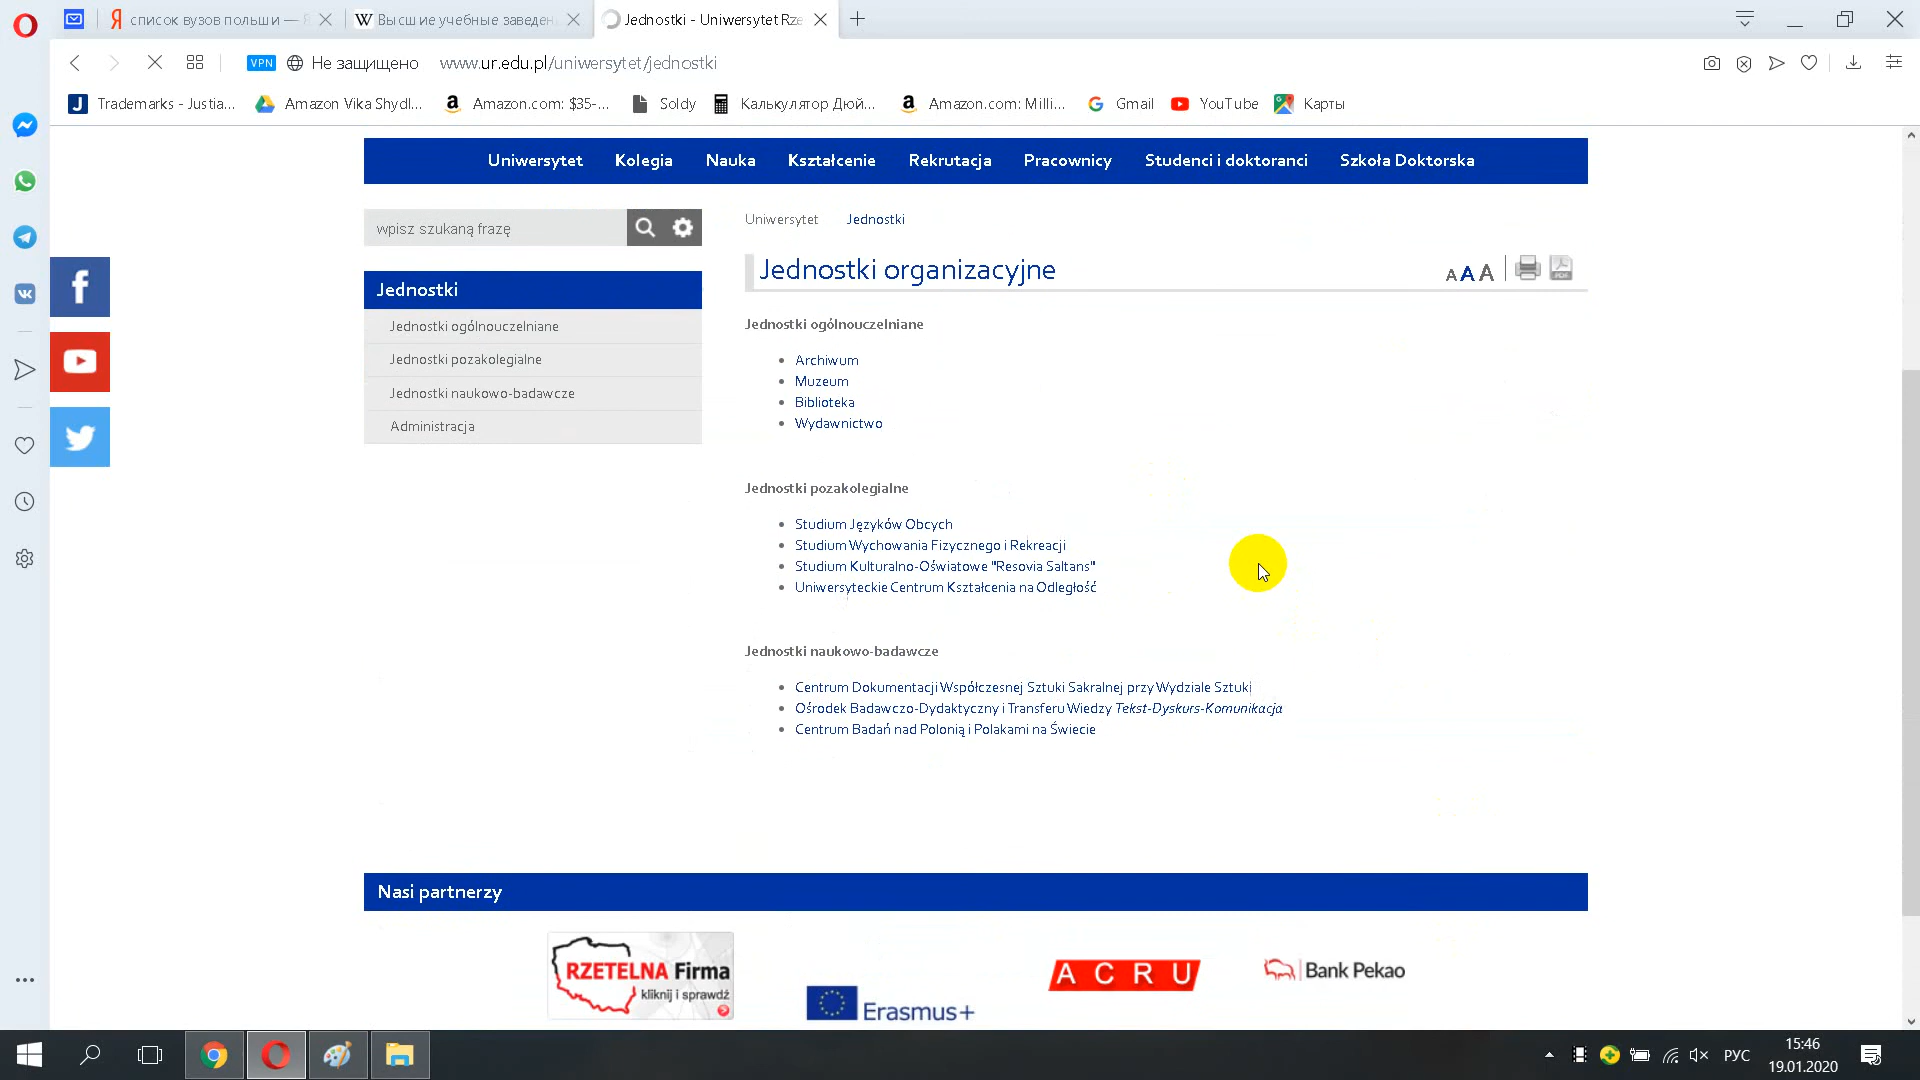 список вузов польши —
Высшие учебные заведен
Jednostki - Uniwersytet Rze
VPN Не защищено www.ur.edu.pl/uniwersytet/jednostki
Trademarks - Justia... Amazon Vika Shydl... Amazon.com: $35-... Soldy Калькулятор Дюй... Amazon.com: Milli... Gmail YouTube Карты
Uniwersytet Kolegia Nauka Kształcenie Rekrutacja Pracownicy Studenci i doktoranci Szkoła Doktorska
wpisz szukaną frazę
Uniwersytet Jednostki
Jednostki
Jednostki ogólnouczelniane
Jednostki pozakolegialne
Jednostki naukowo-badawcze
Administracja
Jednostki organizacyjne
A A A
PDF
Jednostki ogólnouczelniane
Archiwum
Muzeum
Biblioteka
Wydawnictwo
Jednostki pozakolegialne
Studium Języków Obcych
Studium Wychowania Fizycznego i Rekreacji
Studium Kulturalno-Oświatowe "Resovia Saltans"
Uniwersyteckie Centrum Kształcenia na Odległość
Jednostki naukowo-badawcze
Centrum Dokumentacji Współczesnej Sztuki Sakralnej przy Wydziale Sztuki
Ośrodek Badawczo-Dydaktyczny i Transferu Wiedzy Tekst-Dyskurs-Komunikacja
Centrum Badań nad Polonią i Polakami na Świecie
Nasi partnerzy
RZETELNA Firma
kliknij i sprawdź
Erasmus+
ACRU
Bank Pekao
РУС
15:46
19.01.2020